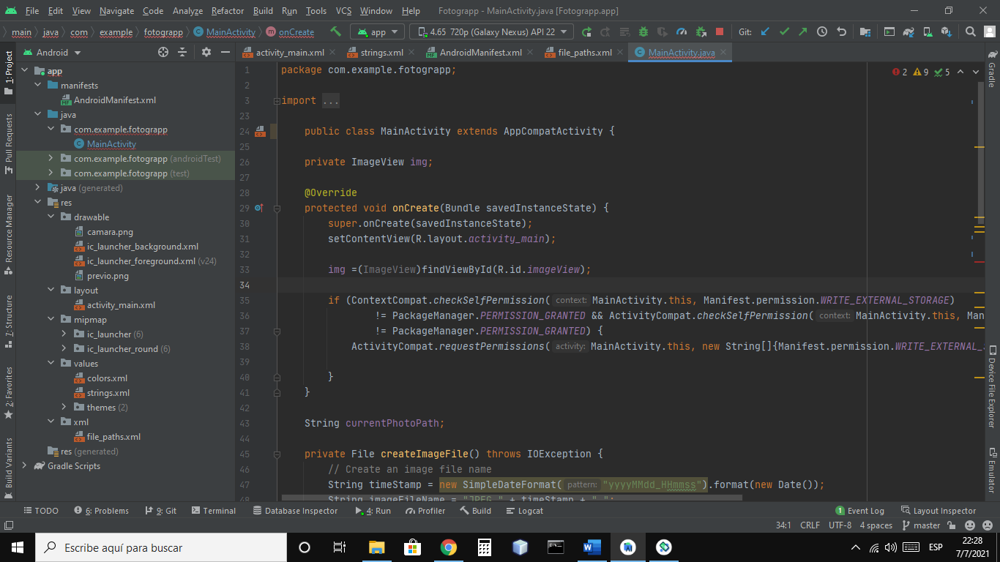 File Edit View Navigate Code Analyze Refactor Build Run Tools VCS Window Help Fotograpp - MainActivity.java [Fotograpp.app]
main java com example fotograpp MainActivity onCreate app 4.65 720p (Galaxy Nexus) API 22 Git:
Android activity_main.xml strings.xml AndroidManifest.xml file_paths.xml MainActivity.java
1: Project
Pull Requests
Resource Manager
7: Structure
2: Favorites
Build Variants
app
manifests
AndroidManifest.xml
java
com.example.fotograpp
MainActivity
com.example.fotograpp (androidTest)
com.example.fotograpp (test)
java (generated)
res
drawable
camara.png
ic_launcher_background.xml
ic_launcher_foreground.xml (v24)
previo.png
layout
activity_main.xml
mipmap
ic_launcher (6)
ic_launcher_round (6)
values
colors.xml
strings.xml
themes (2)
xml
file_paths.xml
res (generated)
Gradle Scripts
2 9 5
1 package com.example.fotograpp;
2
3 import ...
23
24 public class MainActivity extends AppCompatActivity {
25
26 private ImageView img;
27
28 @Override
29 protected void onCreate(Bundle savedInstanceState) {
30 super.onCreate(savedInstanceState);
31 setContentView(R.layout.activity_main);
32
33 img =(ImageView)findViewById(R.id.imageView);
34
35 if (ContextCompat.checkSelfPermission( context: MainActivity.this, Manifest.permission.WRITE_EXTERNAL_STORAGE)
36 != PackageManager.PERMISSION_GRANTED && ActivityCompat.checkSelfPermission( context: MainActivity.this, Man
37 != PackageManager.PERMISSION_GRANTED) {
38 ActivityCompat.requestPermissions( activity: MainActivity.this, new String[]{Manifest.permission.WRITE_EXTERNAL_
39
40 }
41 }
42
43 String currentPhotoPath;
44
45 private File createImageFile() throws IOException {
46 // Create an image file name
47 String timeStamp = new SimpleDateFormat( pattern: "yyyyMMdd_HHmmss").format(new Date());
48 String imageFileName = "JPEG_" + timeStamp + "_";
Gradle
Device File Explorer
Emulator
TODO 6: Problems 9: Git Terminal Database Inspector 4: Run Profiler Build Logcat 1 Event Log Layout Inspector
34:1 CRLF UTF-8 4 spaces master
Escribe aquí para buscar
ESP
22:28
7/7/2021